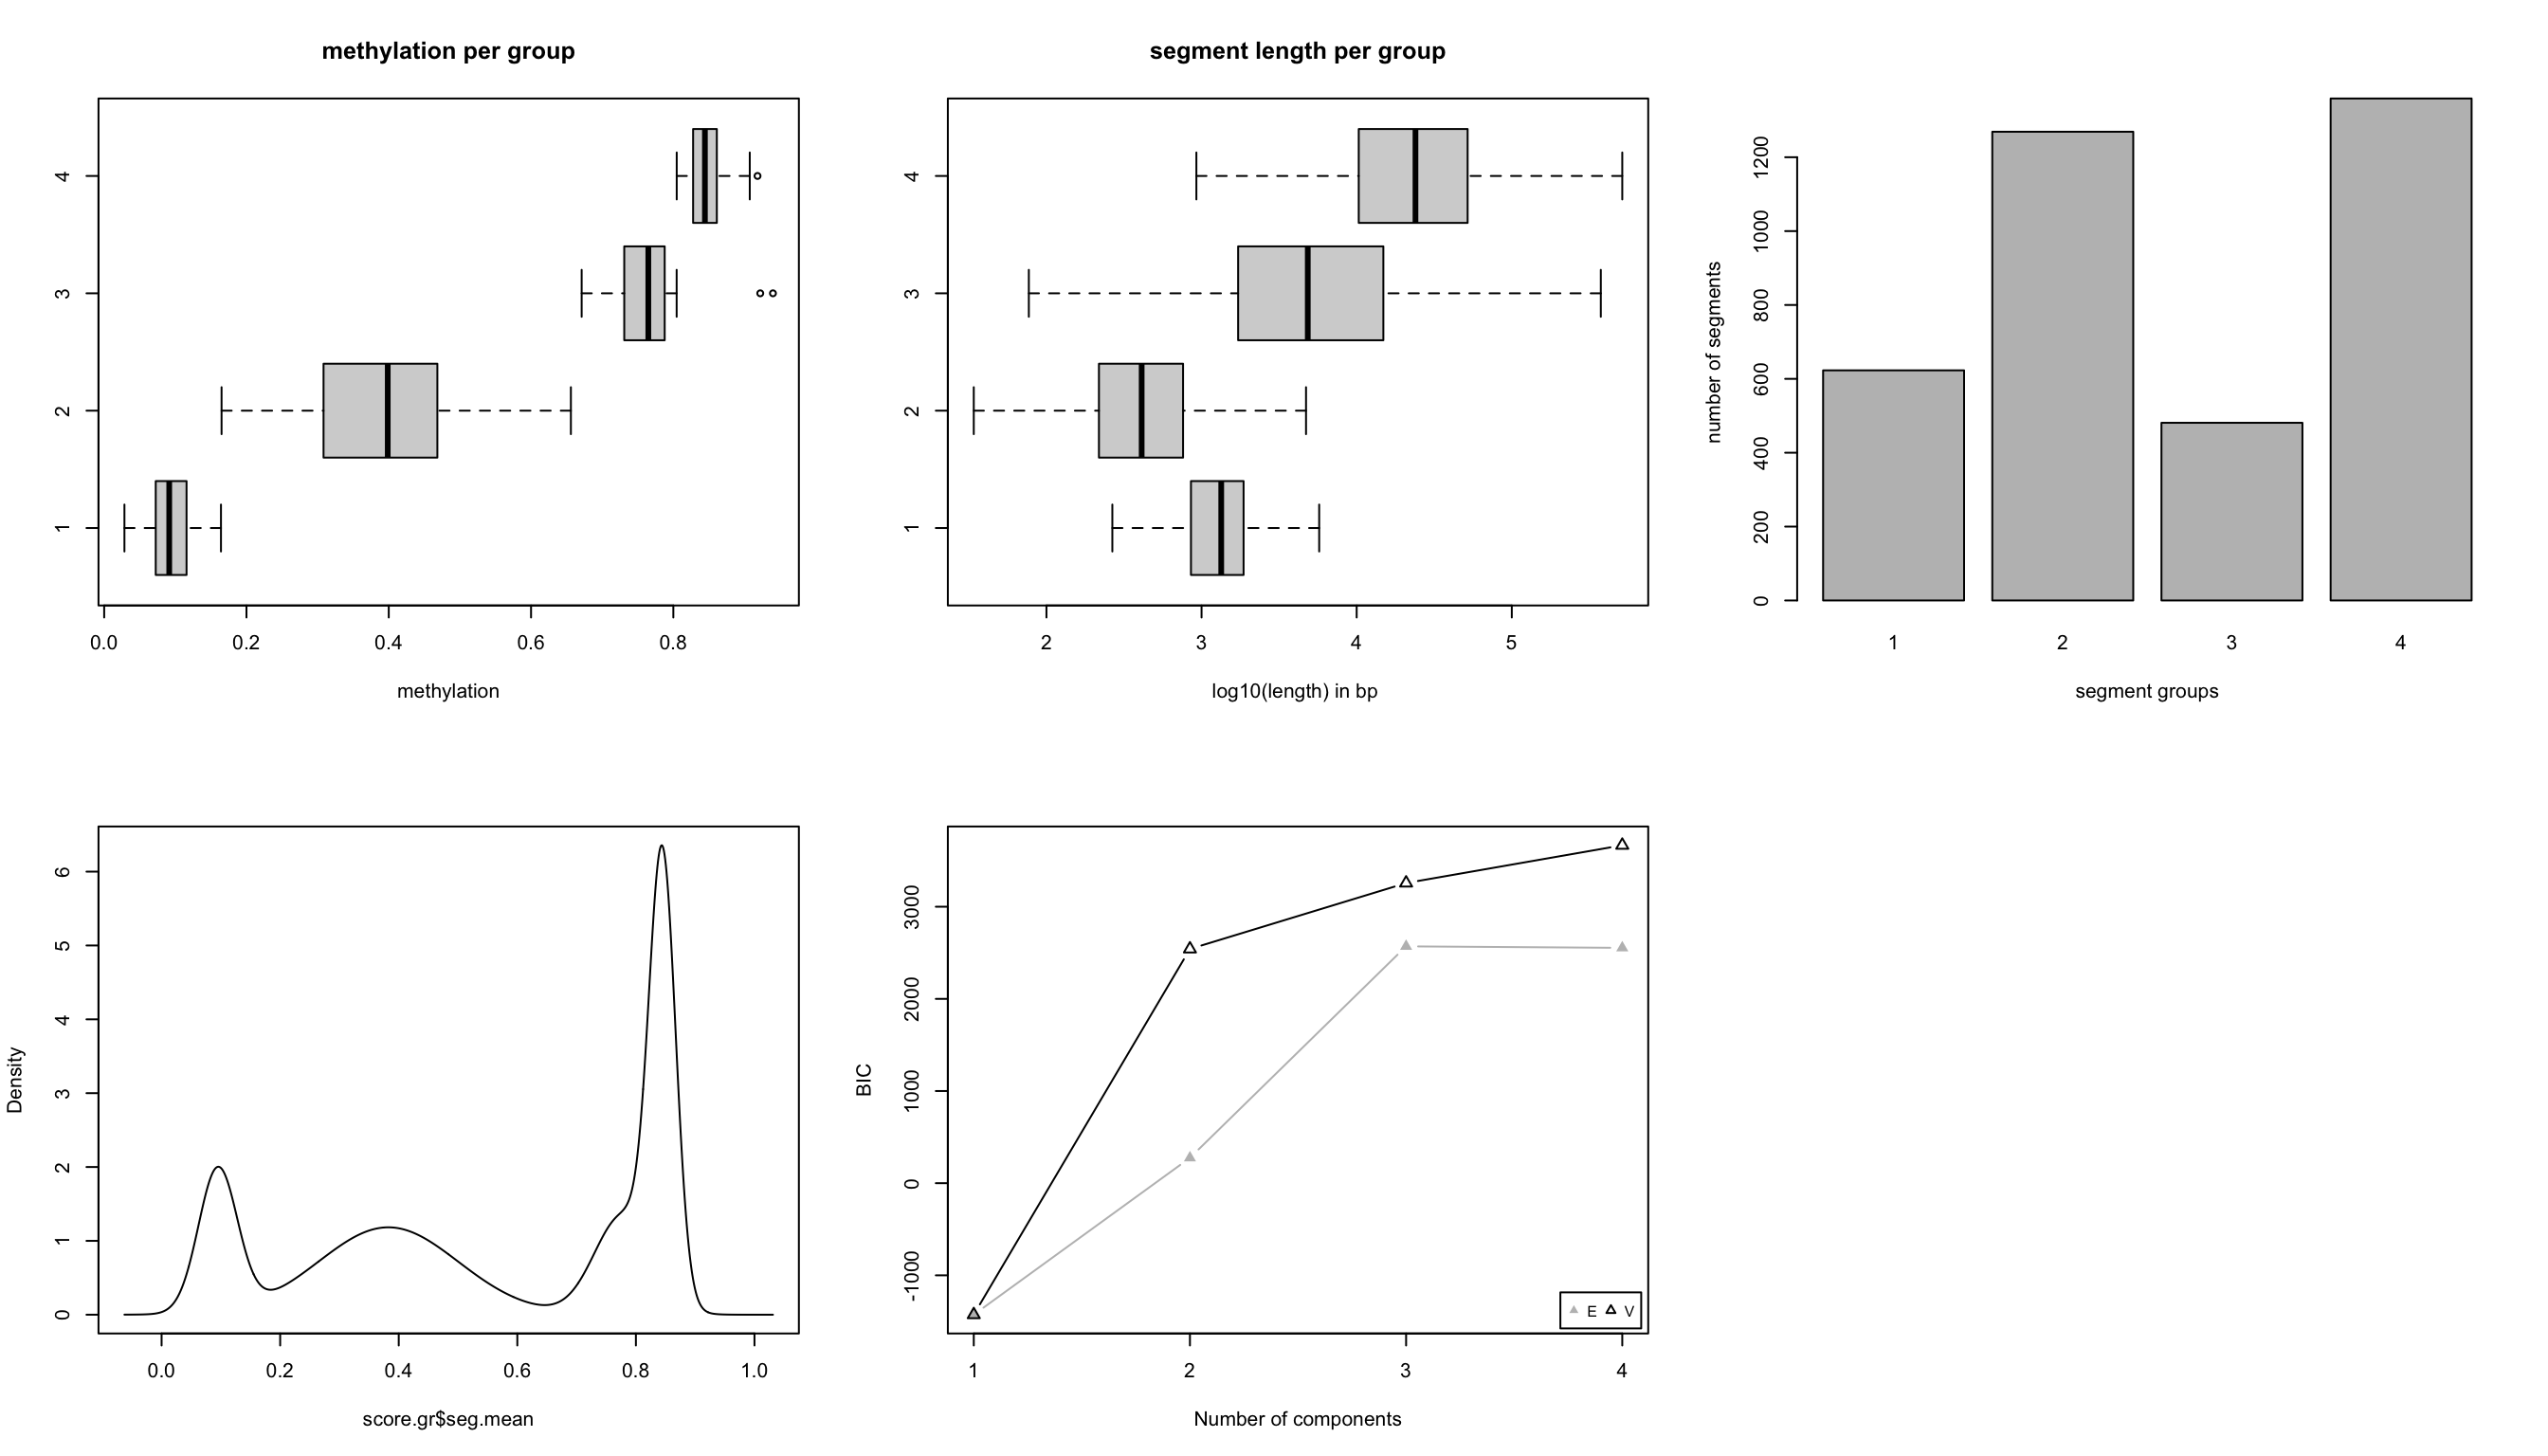 methylation per group
4
3
2
1
0.0 0.2 0.4 0.6 0.8
methylation
segment length per group
4
3
2
1
2 3 4 5
log10(length) in bp
number of segments
1200
1000
800
600
400
200
0
1 2 3 4
segment groups
Density
6
5
4
3
2
1
0
0.0 0.2 0.4 0.6 0.8 1.0
score.gr$seg.mean
BIC
3000
2000
1000
0
-1000
E V
1 2 3 4
Number of components